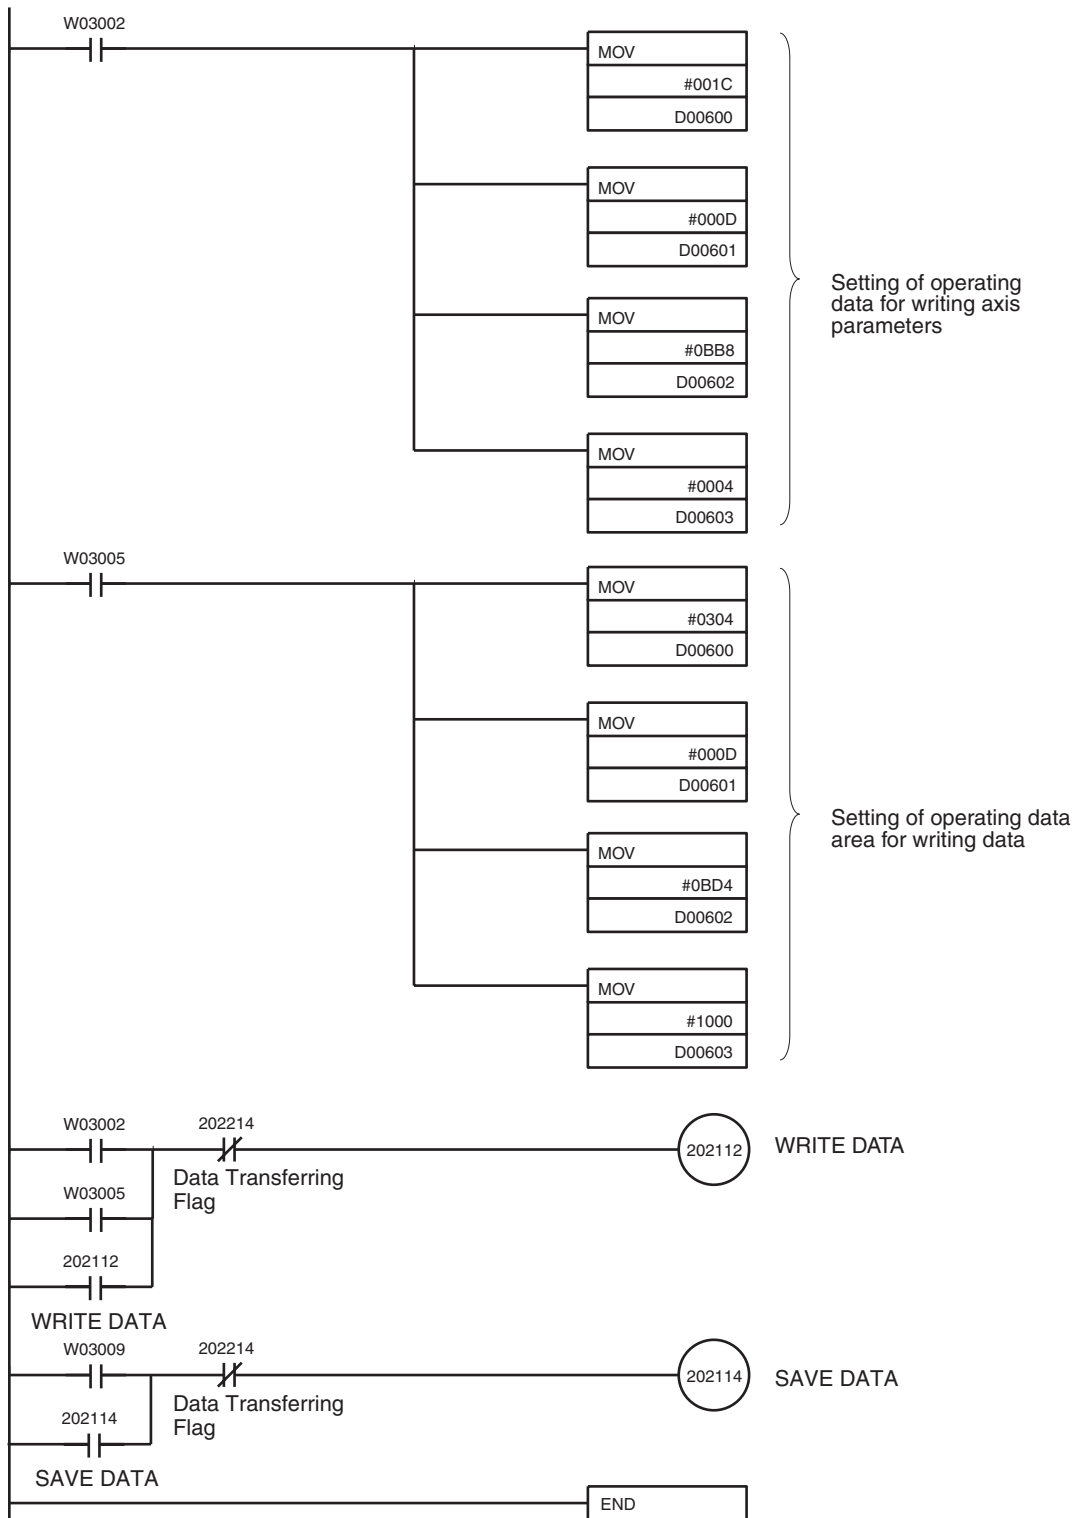 W03002
MOV
#001C
D00600
MOV
#000D
D00601
MOV
#0BB8
D00602
MOV
#0004
D00603
Setting of operating
data for writing axis
parameters
W03005
MOV
#0304
D00600
MOV
#000D
D00601
MOV
#0BD4
D00602
MOV
#1000
D00603
Setting of operating data
area for writing data
W03002
202214
Data Transferring
Flag
202112
WRITE DATA
W03005
202112
WRITE DATA
W03009
202214
Data Transferring
Flag
202114
SAVE DATA
202114
SAVE DATA
END